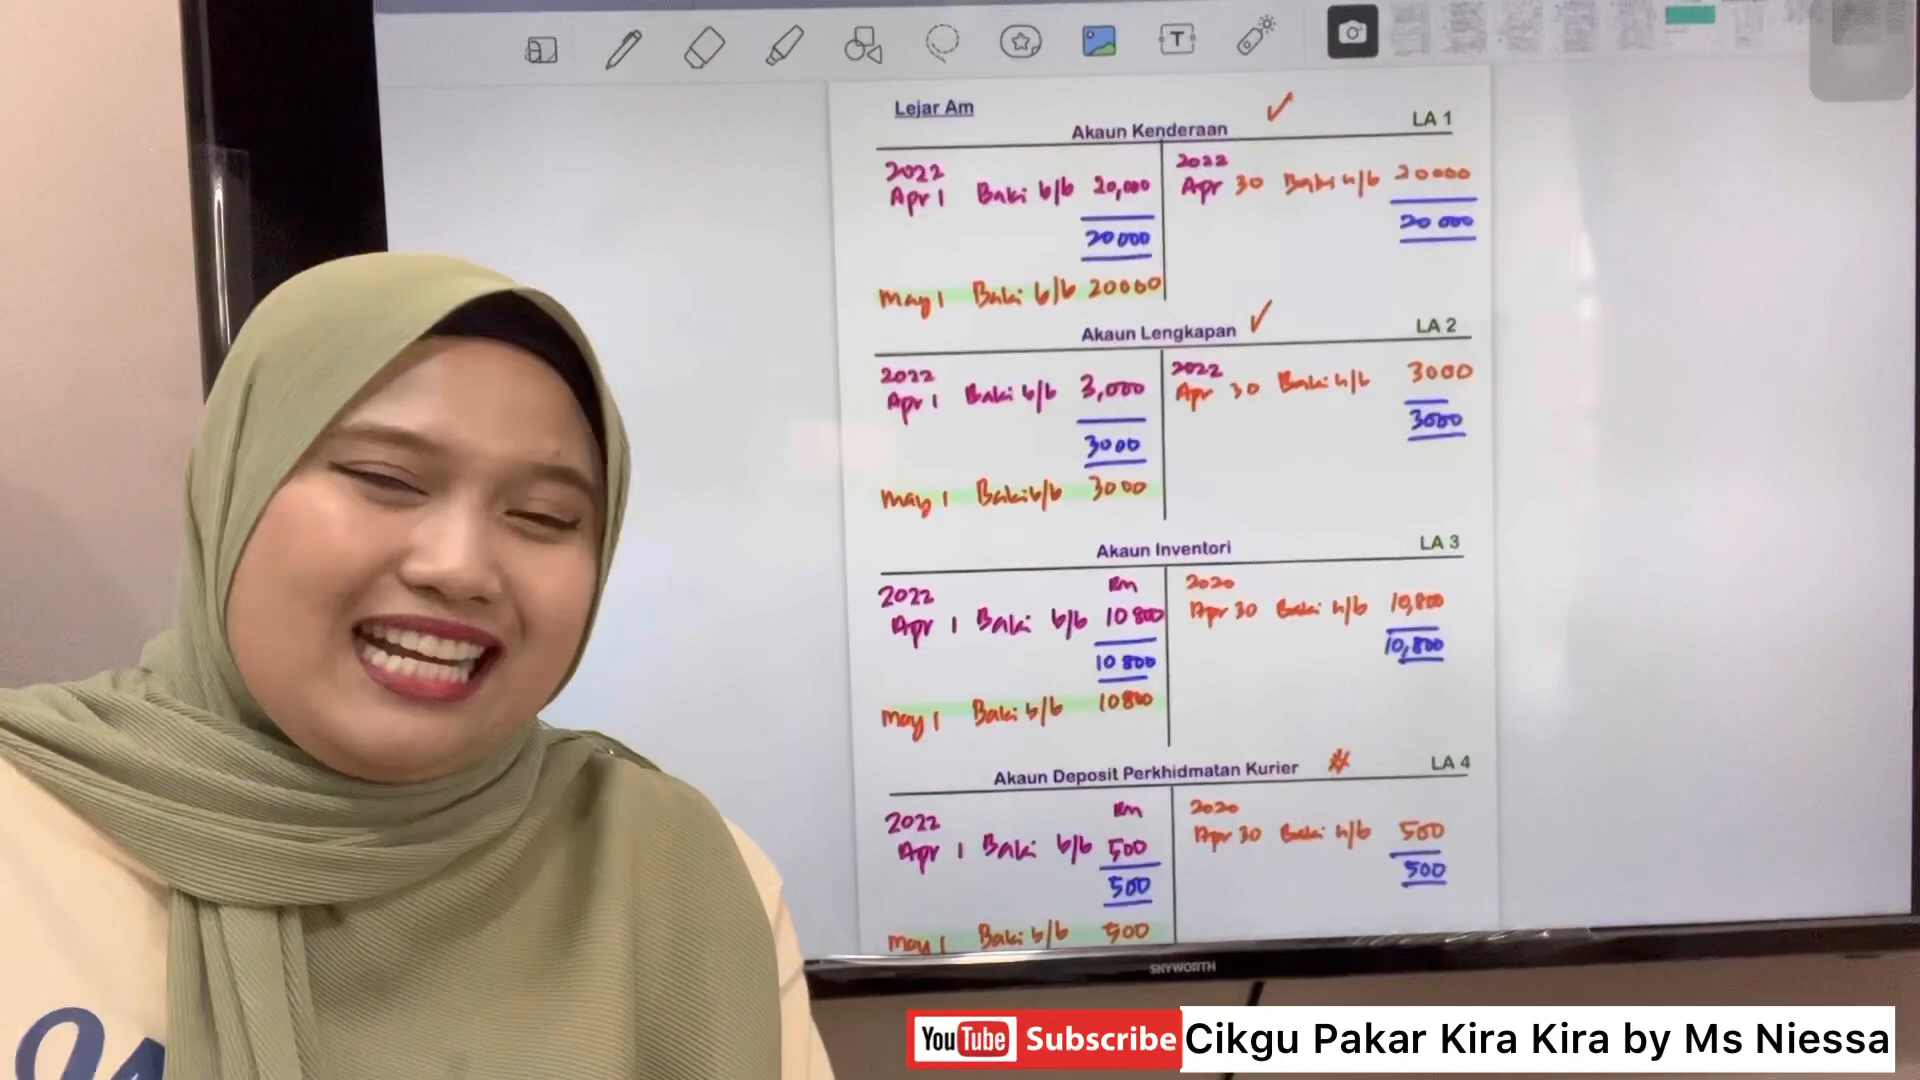 Lejar Am
Akaun Kenderaan LA 1
2022 2022
Apr 1 Baki b/b 20,000 Apr 30 Baki h/b 20000
20000 20 000
May 1 Baki b/b 20000
Akaun Lengkapan LA 2
2022 2022
Apr 1 Baki b/b 3,000 Apr 30 Baki h/b 3000
3000 3000
May 1 Baki b/b 3000
Akaun Inventori LA 3
2022 Rm 2020
Apr 1 Baki b/b 10 800 Apr 30 Baki h/b 10,800
10 800 10,800
May 1 Baki b/b 10800
Akaun Deposit Perkhidmatan Kurier LA 4
2022 Rm 2020
Apr 1 Baki b/b 500 Apr 30 Baki h/b 500
500 500
May 1 Baki b/b 500
SKYWORTH
YouTube Subscribe Cikgu Pakar Kira Kira by Ms Niessa